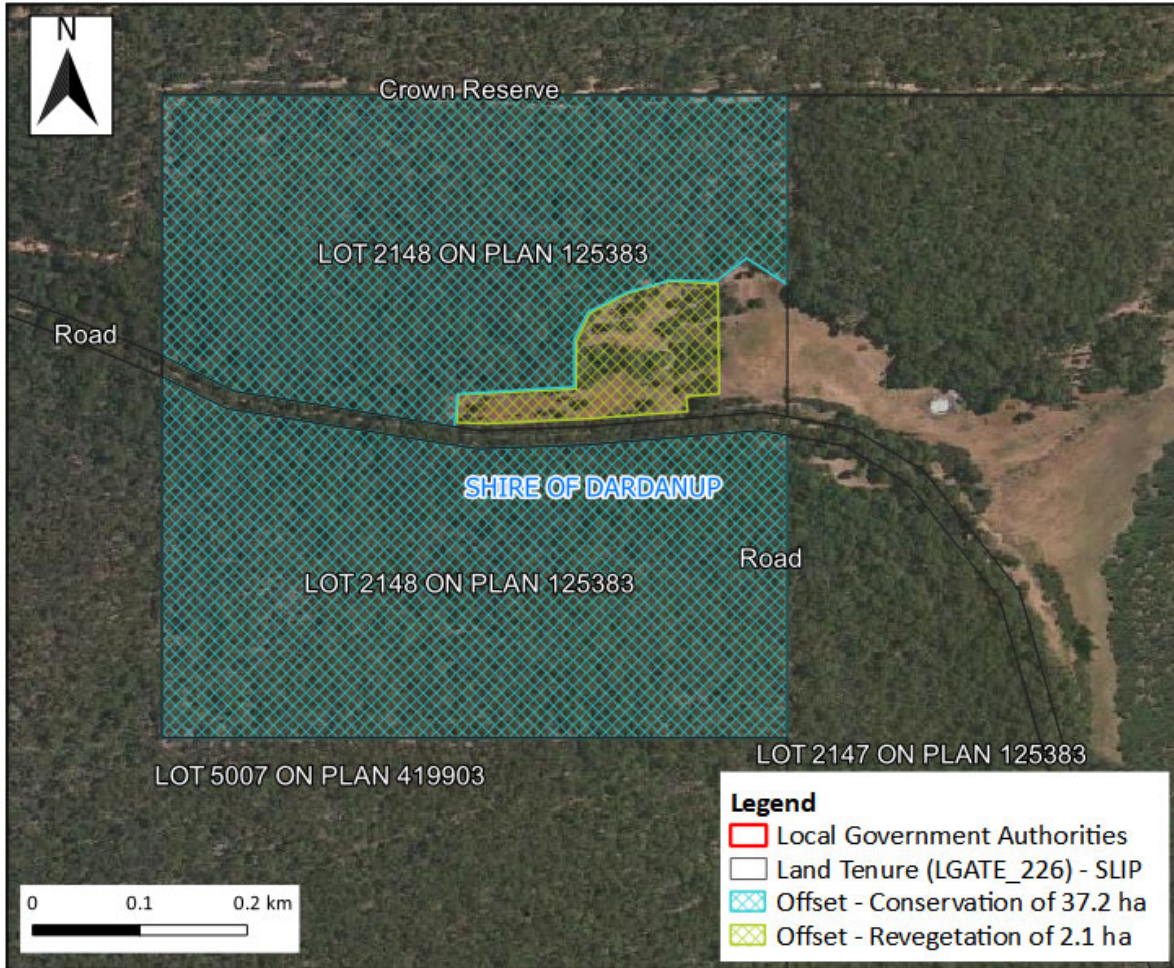 N
Crown Reserve
LOT 2148 ON PLAN 125383
Road
SHIRE OF DARDANUP
Road
LOT 2148 ON PLAN 125383
LOT 2147 ON PLAN 125383
LOT 5007 ON PLAN 419903
Legend
Local Government Authorities
Land Tenure (LGATE_226) - SLIP
Offset - Conservation of 37.2 ha
Offset - Revegetation of 2.1 ha
0 0.1 0.2 km